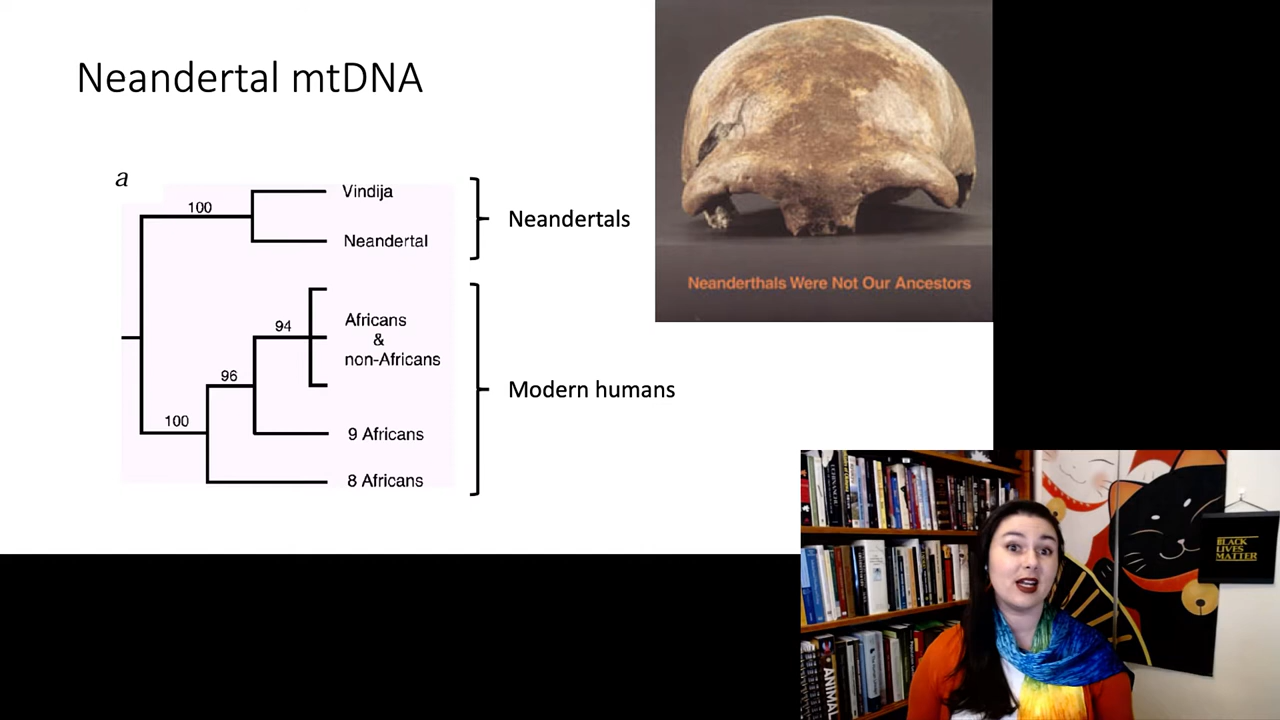 Neandertal mtDNA
a
100
Vindija
Neandertal
Neandertals
94
Africans
&
non-Africans
96
100
9 Africans
8 Africans
Modern humans
Neanderthals Were Not Our Ancestors
BLACK
LIVES
MATTER
ANIMAL